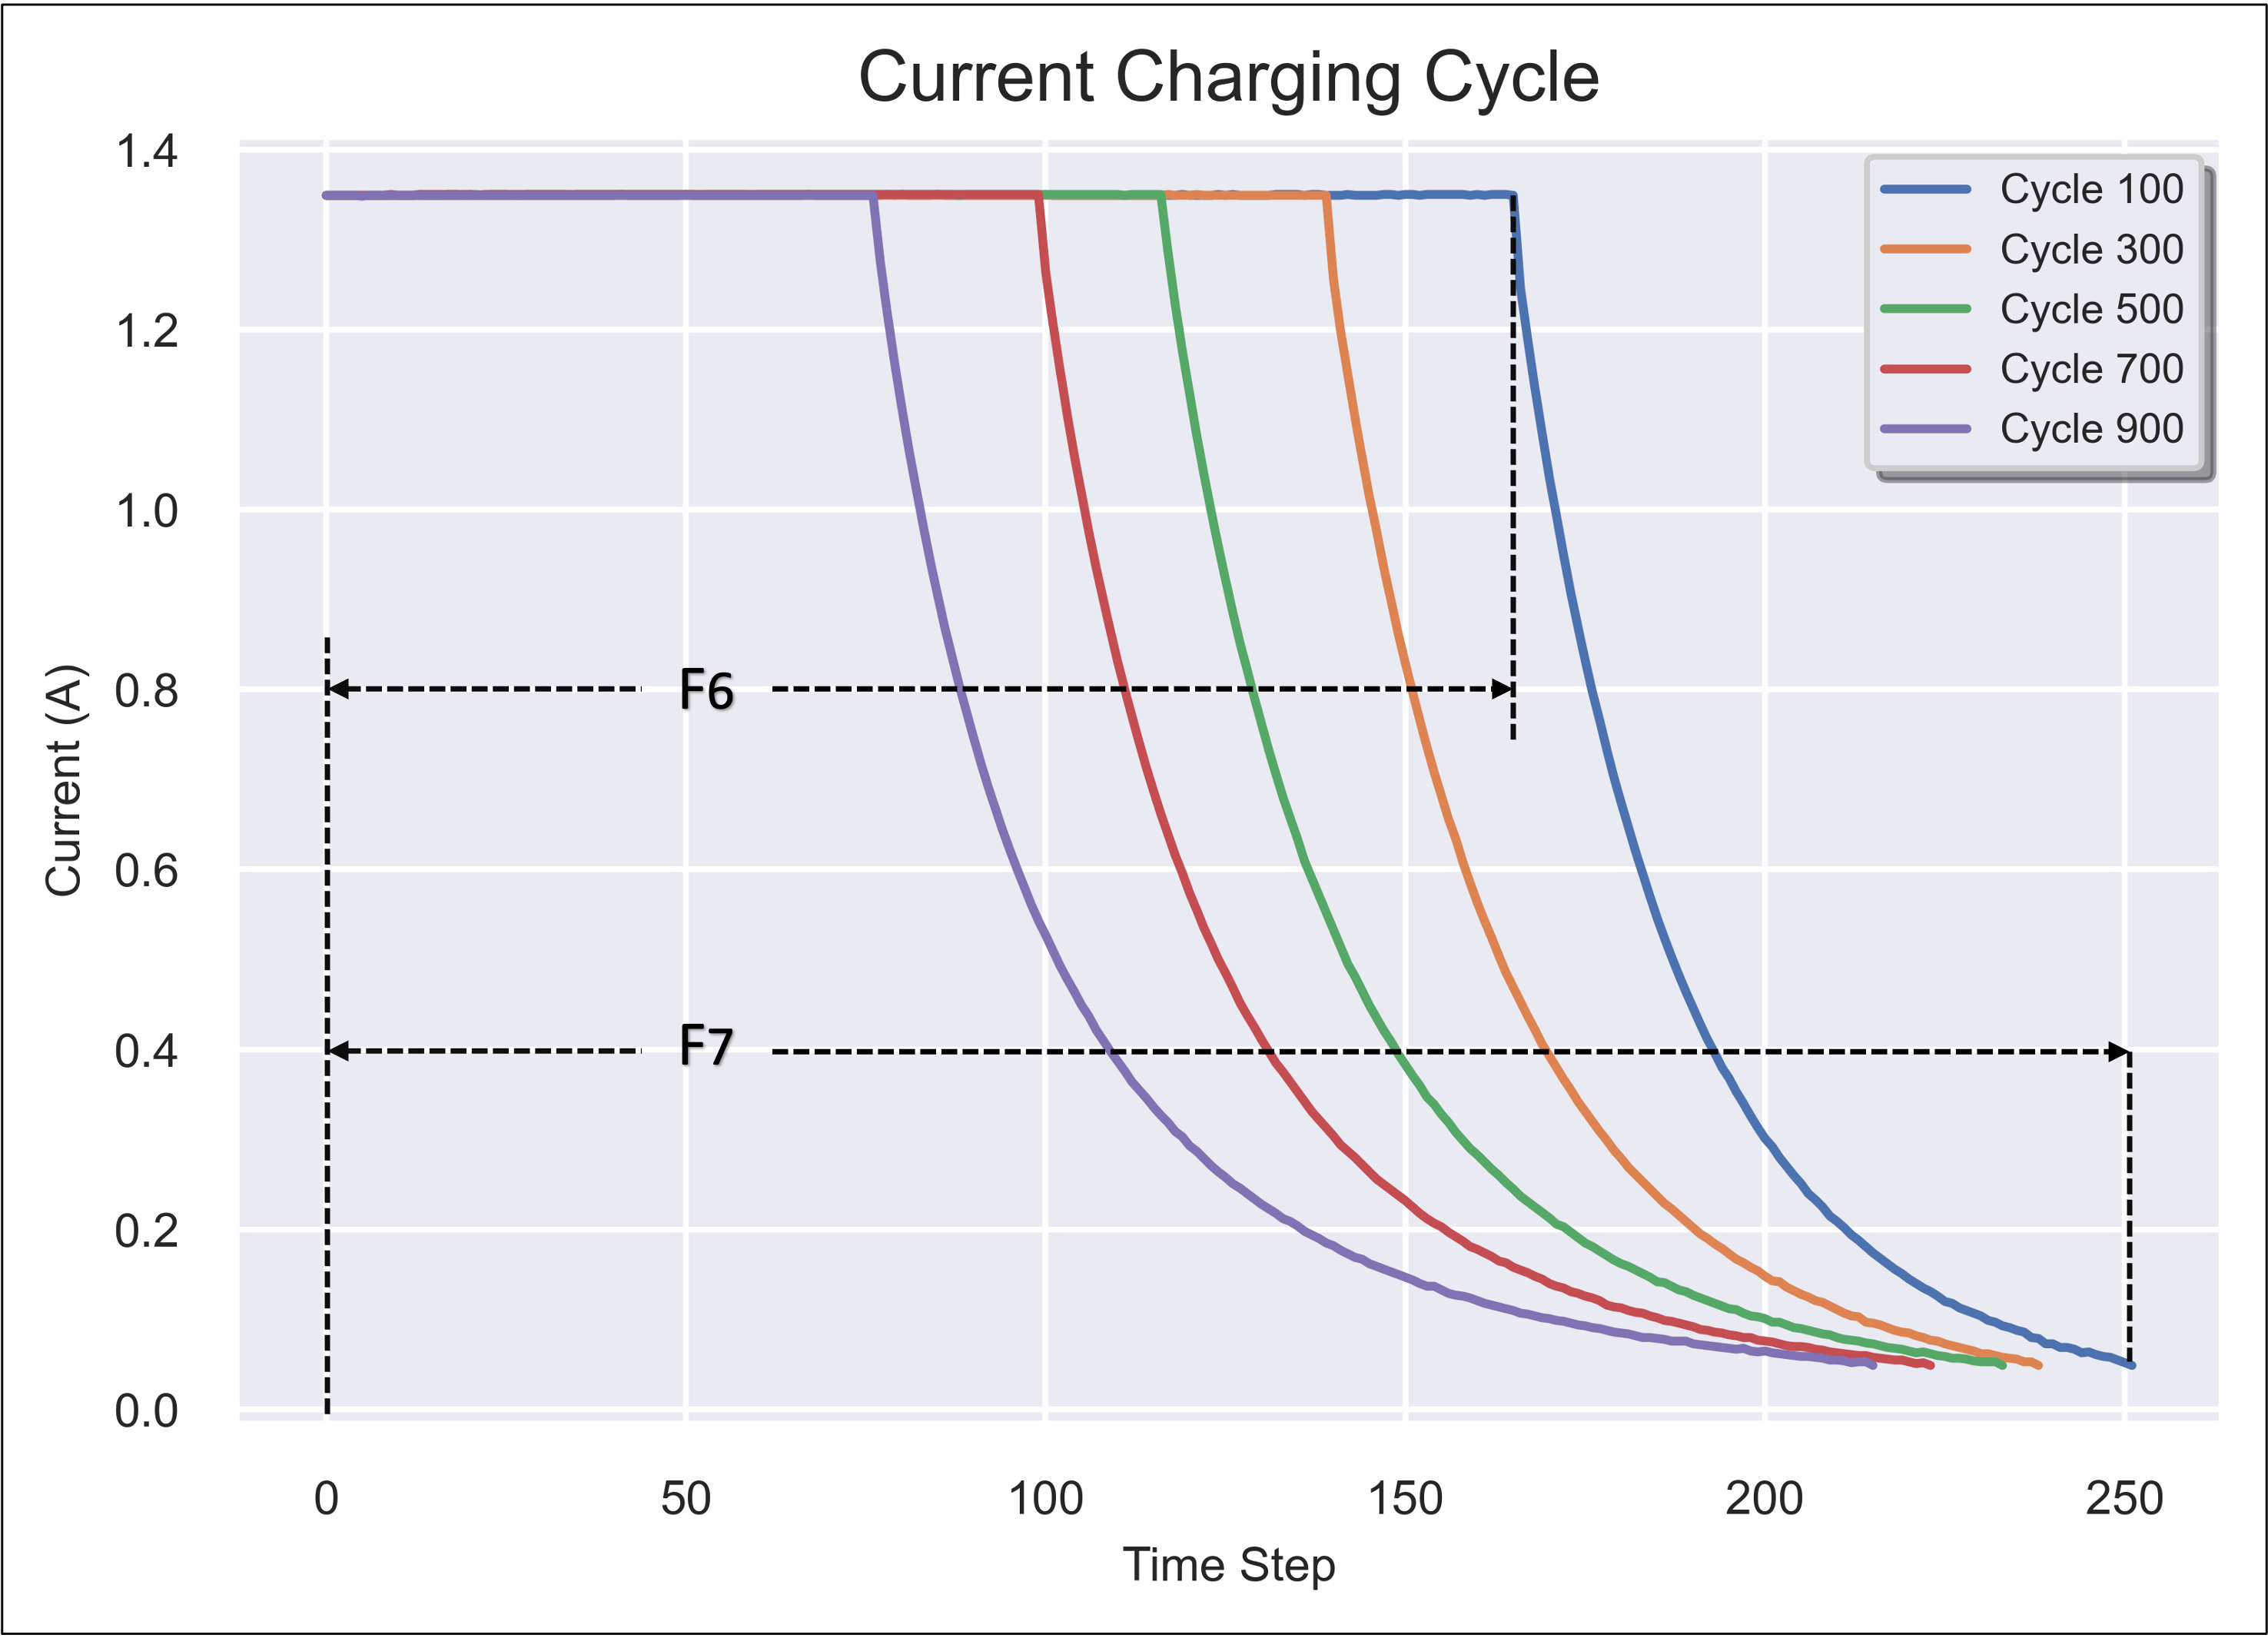 Current Charging Cycle
1.4
1.2
1.0
0.8
0.6
0.4
0.2
0.0
Current (A)
Cycle 100
Cycle 300
Cycle 500
Cycle 700
Cycle 900
F6
F7
0 50 100 150 200 250
Time Step